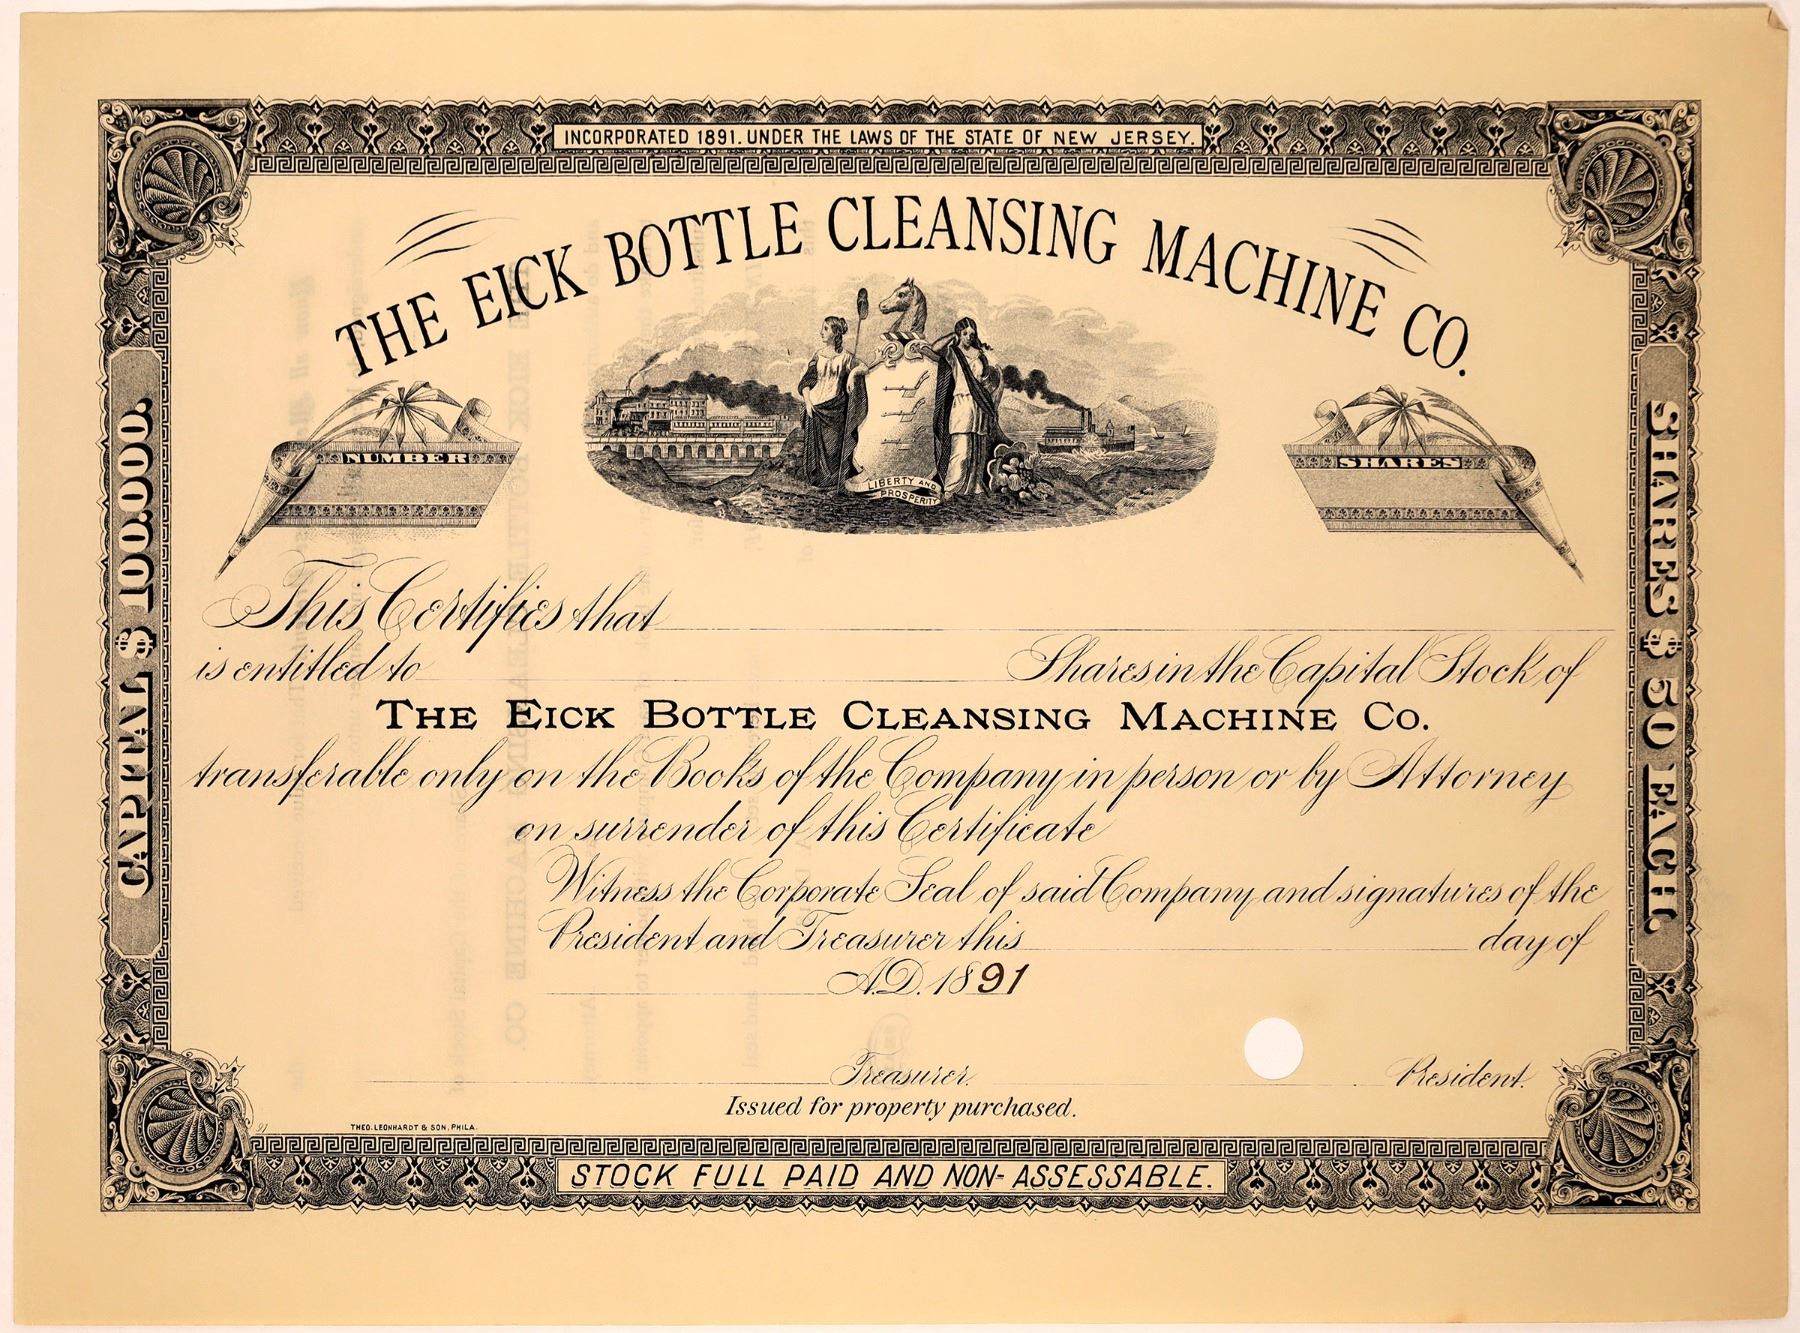 INCORPORATED 1891. UNDER THE LAWS OF THE STATE OF NEW JERSEY.
THE EICK BOTTLE CLEANSING MACHINE CO.
NUMBER
SHARES
LIBERTY AND
PROSPERITY
CAPITAL $ 100.000.
SHARES $ 50 EACH.
This Certifies that
is entitled to Shares in the Capital Stock of
THE EICK BOTTLE CLEANSING MACHINE CO.
transferable only on the Books of the Company in person or by Attorney
on surrender of this Certificate
Witness the Corporate Seal of said Company and signatures of the
President and Treasurer this day of
A.D. 1891
Treasurer. President.
Issued for property purchased.
91
THEO. LEONHARDT & SON, PHILA.
STOCK FULL PAID AND NON-ASSESSABLE.